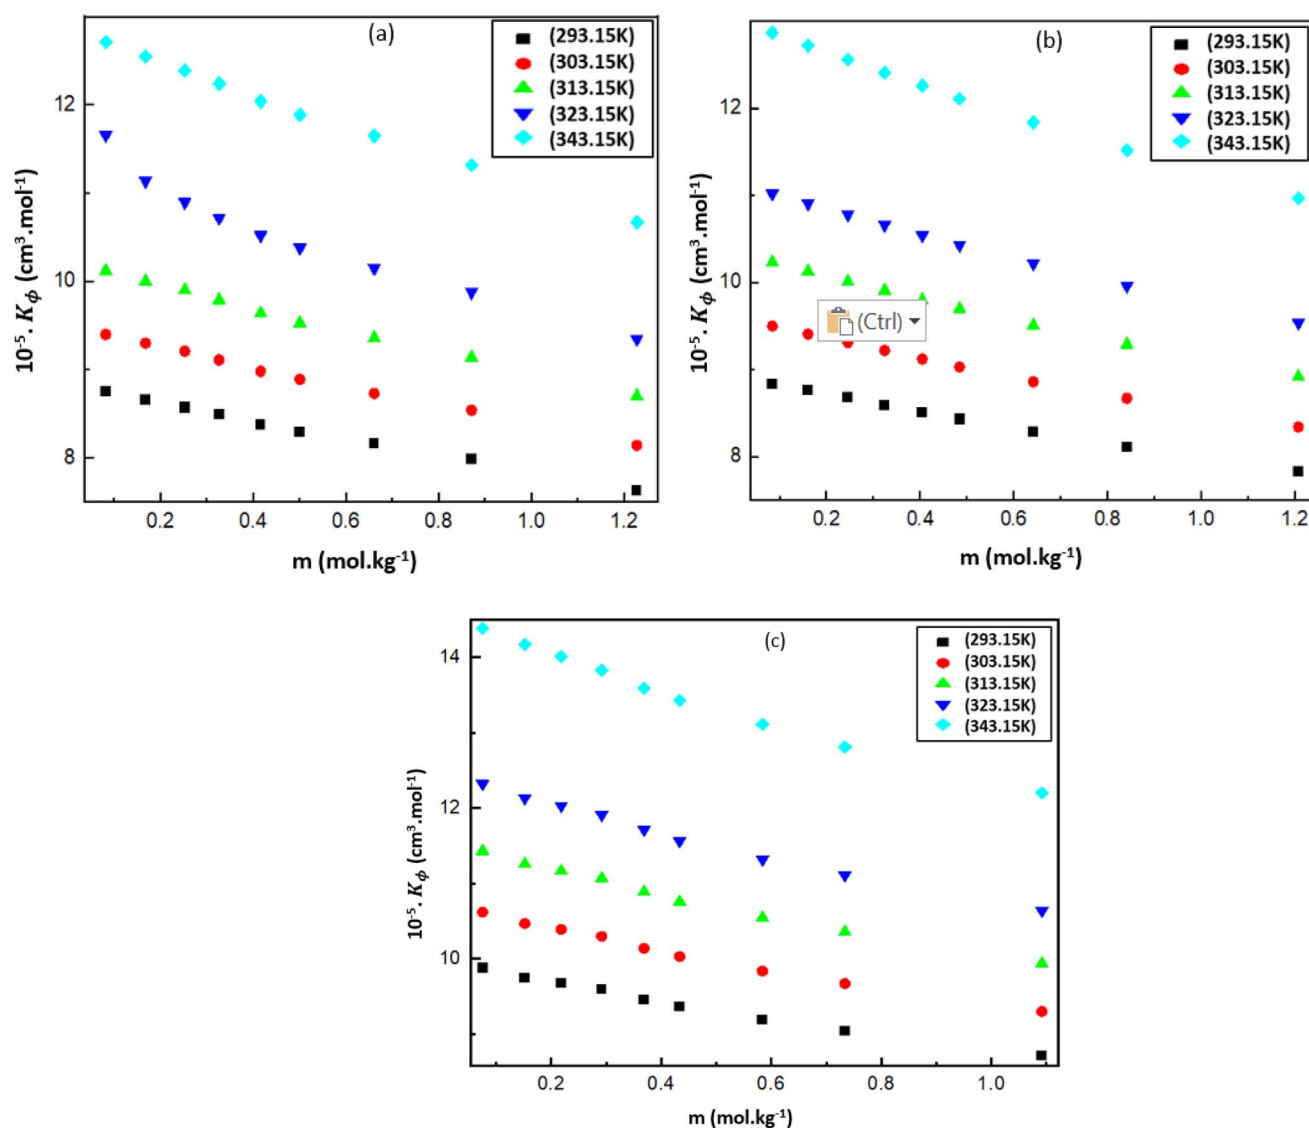 (a)
(293.15K)
(303.15K)
(313.15K)
(323.15K)
(343.15K)
12
10
8
10⁻⁵. K𝜙 (cm³.mol⁻¹)
0.2 0.4 0.6 0.8 1.0 1.2
m (mol.kg⁻¹)
(b)
(293.15K)
(303.15K)
(313.15K)
(323.15K)
(343.15K)
12
10
8
10⁻⁵. K𝜙 (cm³.mol⁻¹)
(Ctrl)
0.2 0.4 0.6 0.8 1.0 1.2
m (mol.kg⁻¹)
(c)
(293.15K)
(303.15K)
(313.15K)
(323.15K)
(343.15K)
14
12
10
10⁻⁵. K𝜙 (cm³.mol⁻¹)
0.2 0.4 0.6 0.8 1.0
m (mol.kg⁻¹)